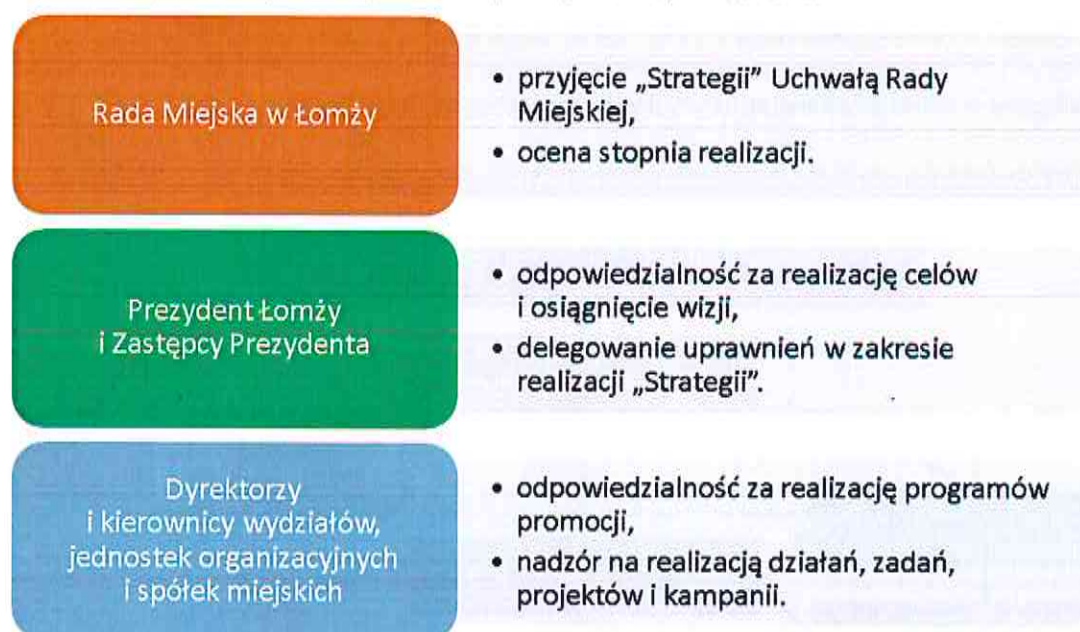 Rada Miejska w Łomży
• przyjęcie „Strategii” Uchwałą Rady
Miejskiej,
• ocena stopnia realizacji.
Prezydent Łomży
i Zastępcy Prezydenta
• odpowiedzialność za realizację celów
i osiągnięcie wizji,
• delegowanie uprawnień w zakresie
realizacji „Strategii”.
Dyrektorzy
i kierownicy wydziałów,
jednostek organizacyjnych
i spółek miejskich
• odpowiedzialność za realizację programów
promocji,
• nadzór na realizacją działań, zadań,
projektów i kampanii.